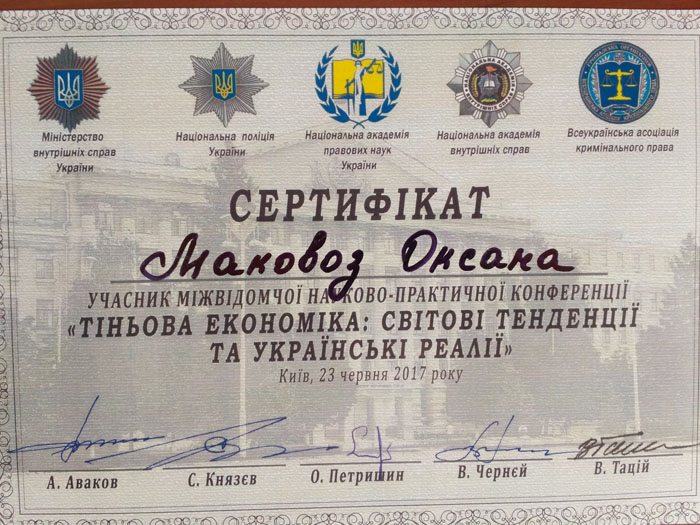 Міністерство
внутрішніх справ
України
Національна поліція
України
Національна академія
правових наук
України
Національна академія
внутрішніх справ
Всеукраїнська асоціація
кримінального права
СЕРТИФІКАТ
Маковоз Оксана
УЧАСНИК МІЖВІДОМЧОЇ НАУКОВО-ПРАКТИЧНОЇ КОНФЕРЕНЦІЇ
«ТІНЬОВА ЕКОНОМІКА: СВІТОВІ ТЕНДЕНЦІЇ
ТА УКРАЇНСЬКІ РЕАЛІЇ»
Київ, 23 червня 2017 року
А. Аваков
С. Князєв
О. Петришин
В. Чернєй
В. Тацій